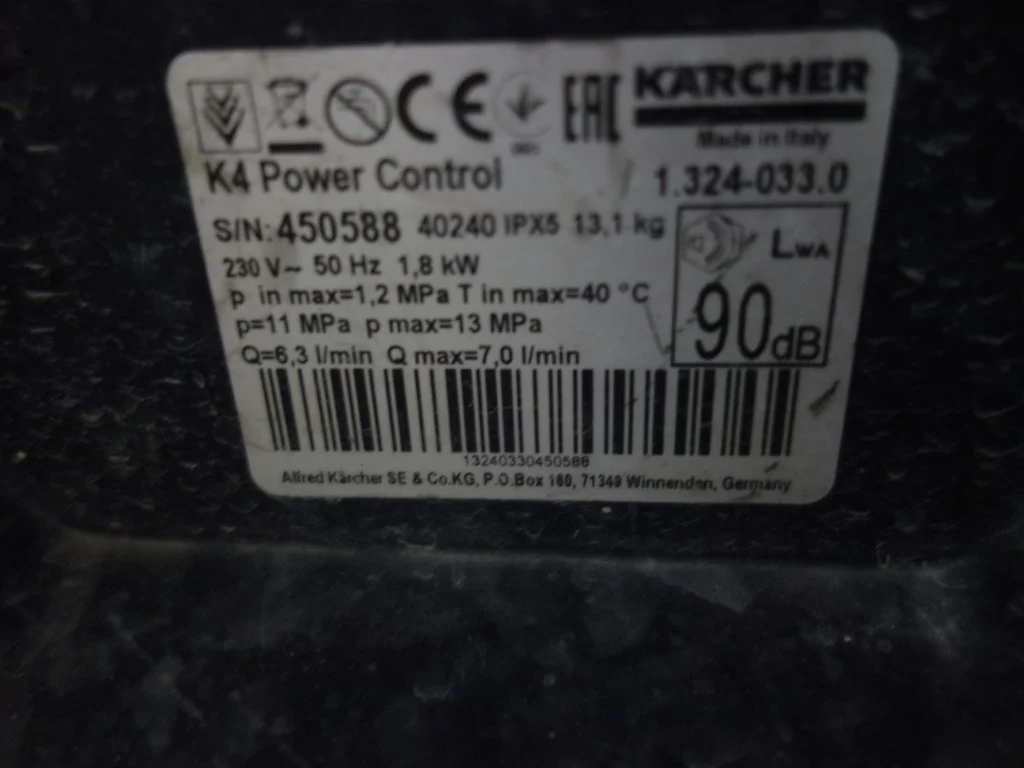 CE EAC KÄRCHER
Made in Italy
K4 Power Control 1.324-033.0
S/N: 450588 40240 IPX5 13,1 kg
230 V~ 50 Hz 1,8 kW
p in max=1,2 MPa T in max=40 °C
p=11 MPa p max=13 MPa
Q=6,3 l/min Q max=7,0 l/min
LWA
90dB
13240330450588
Alfred Kärcher SE & Co.KG, P.O.Box 160, 71349 Winnenden, Germany